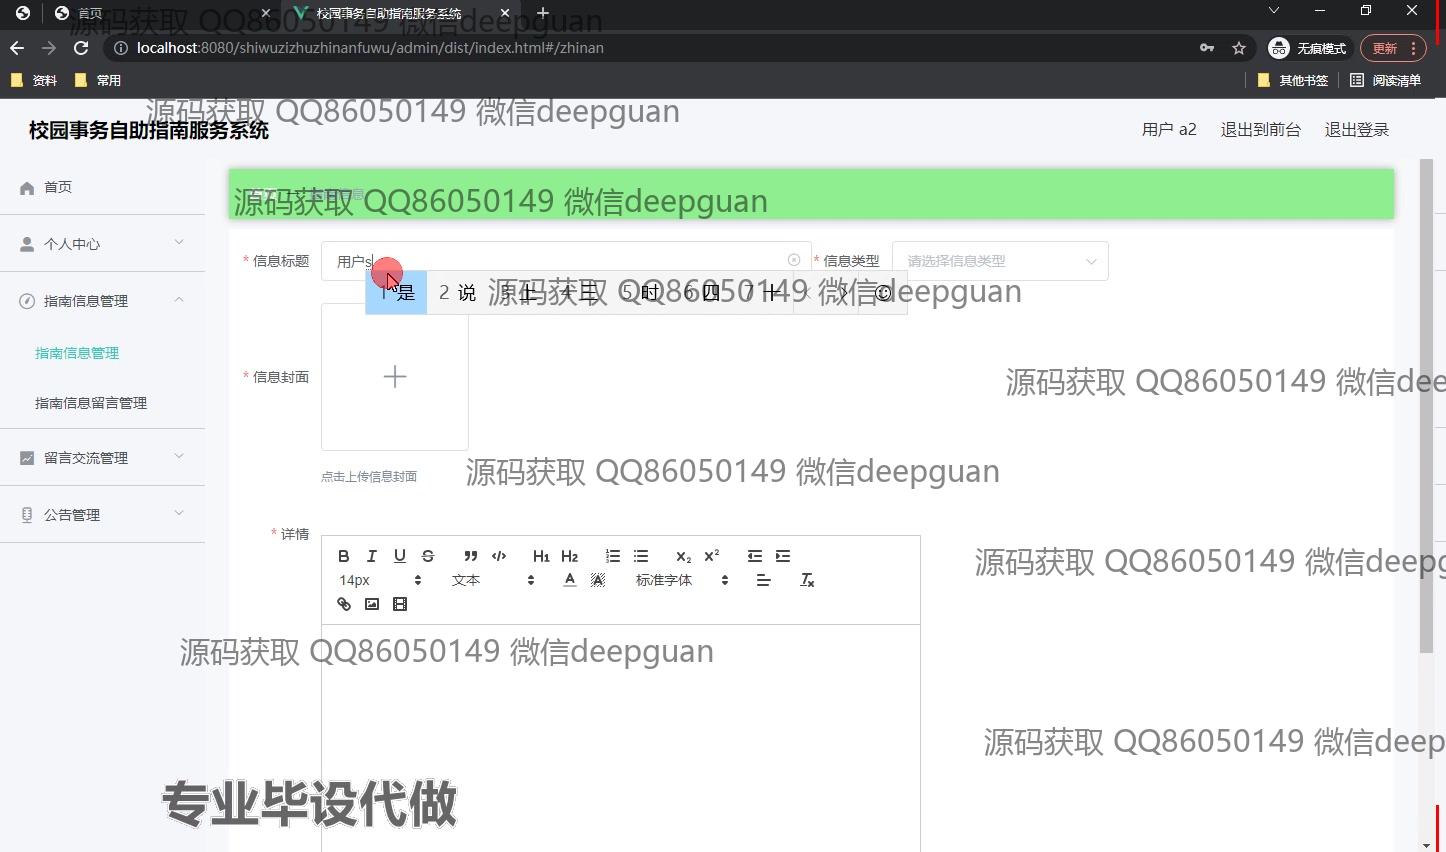 首页
校园事务自助指南服务系统
源码获取 QQ86050149 微信deepguan
localhost:8080/shiwuzizhuzhinanfuwu/admin/dist/index.html#/zhinan
无痕模式
更新
资料
常用
其他书签
阅读清单
源码获取 QQ86050149 微信deepguan
校园事务自助指南服务系统
用户 a2
退出到前台
退出登录
首页
源码获取 QQ86050149 微信deepguan
个人中心
* 信息标题
用户s
* 信息类型
请选择信息类型
1 是 2 说 3 上 4 三 5 时 6 四 7 十
源码获取 QQ86050149 微信deepguan
指南信息管理
指南信息管理
* 信息封面
源码获取 QQ86050149 微信dee
指南信息留言管理
留言交流管理
点击上传信息封面
源码获取 QQ86050149 微信deepguan
公告管理
* 详情
B I U S H1 H2 X2 X2
14px
文本
A A
标准字体
Tx
源码获取 QQ86050149 微信deepg
源码获取 QQ86050149 微信deepguan
源码获取 QQ86050149 微信deep
专业毕设代做